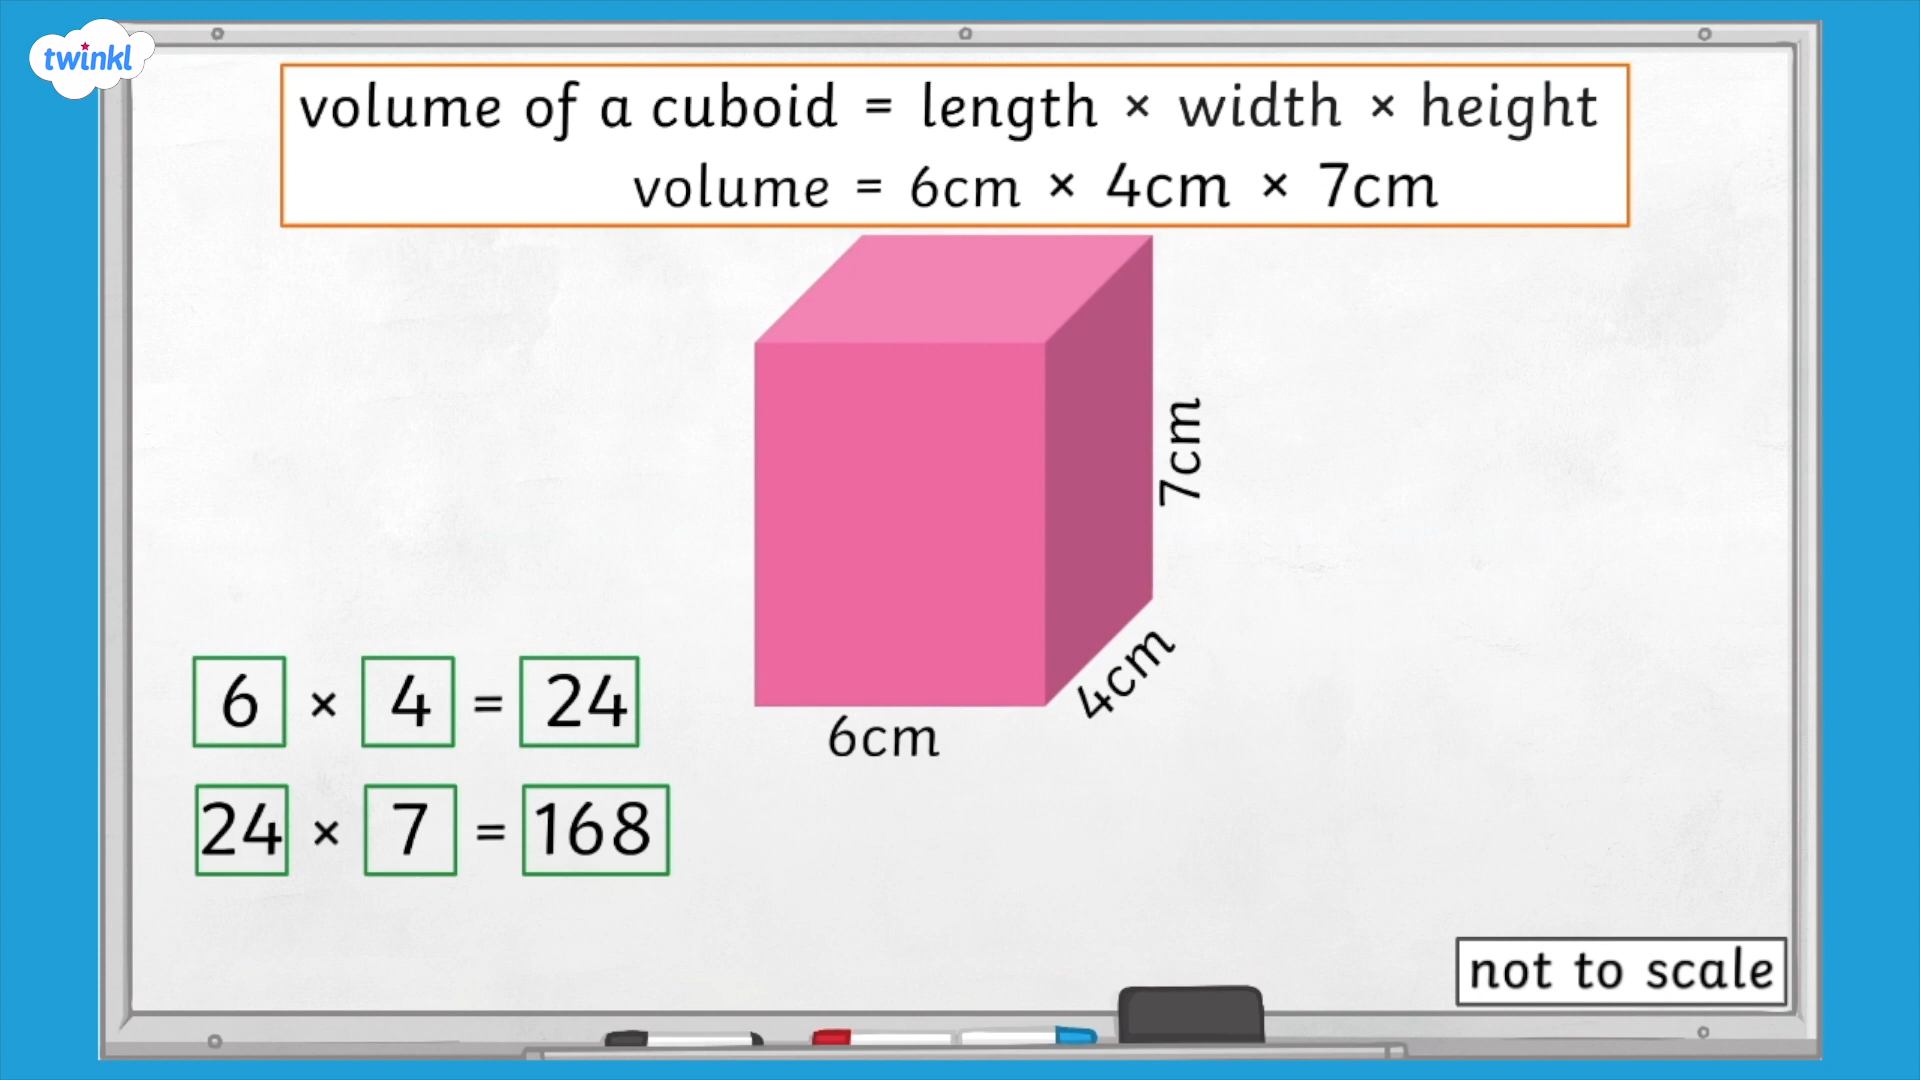 twinkl
volume of a cuboid = length × width × height
volume = 6cm × 4cm × 7cm
7cm
4cm
6cm
6 × 4 = 24
24 × 7 = 168
not to scale